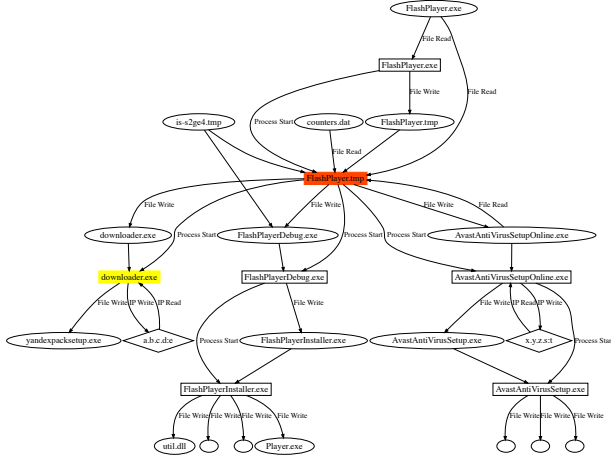 FlashPlayer.exe
File Read
FlashPlayer.exe
File Write
File Read
is-s2ge4.tmp
Process Start
counters.dat
FlashPlayer.tmp
File Read
FlashPlayer.tmp
File Write
File Write
File Write
File Read
downloader.exe
Process Start
FlashPlayerDebug.exe
Process Start
Process Start
AvastAntiVirusSetupOnline.exe
downloader.exe
FlashPlayerDebug.exe
AvastAntiVirusSetupOnline.exe
File Write
IP Write
IP Read
File Write
File Write
IP Read
IP Write
yandexpacksetup.exe
a.b.c.d:e
Process Start
FlashPlayerInstaller.exe
AvastAntiVirusSetup.exe
x.y.z.s:t
Process Start
FlashPlayerInstaller.exe
AvastAntiVirusSetup.exe
File Write
File Write
File Write
File Write
File Write
File Write
File Write
util.dll
Player.exe